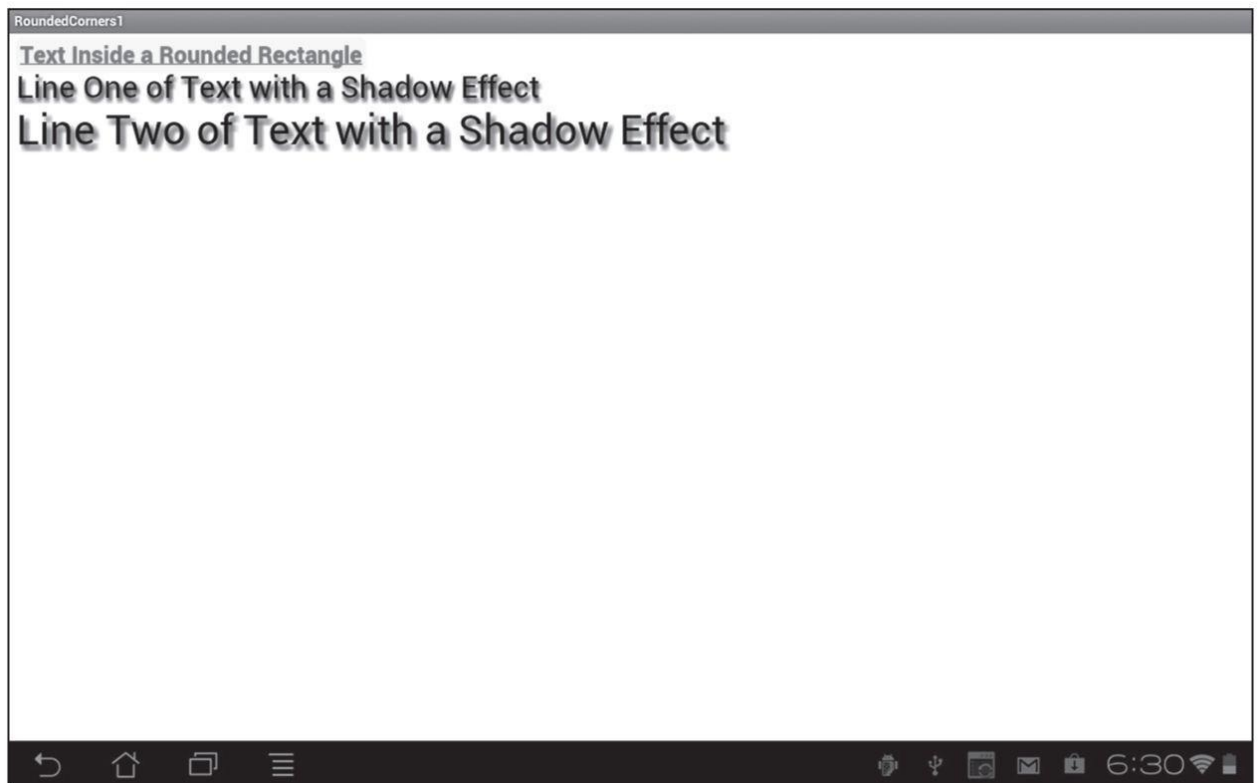 RoundedCorners1
Text Inside a Rounded Rectangle
Line One of Text with a Shadow Effect
Line Two of Text with a Shadow Effect
6:30